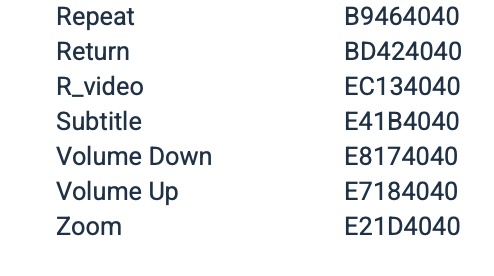 Repeat B9464040
Return BD424040
R_video EC134040
Subtitle E41B4040
Volume Down E8174040
Volume Up E7184040
Zoom E21D4040